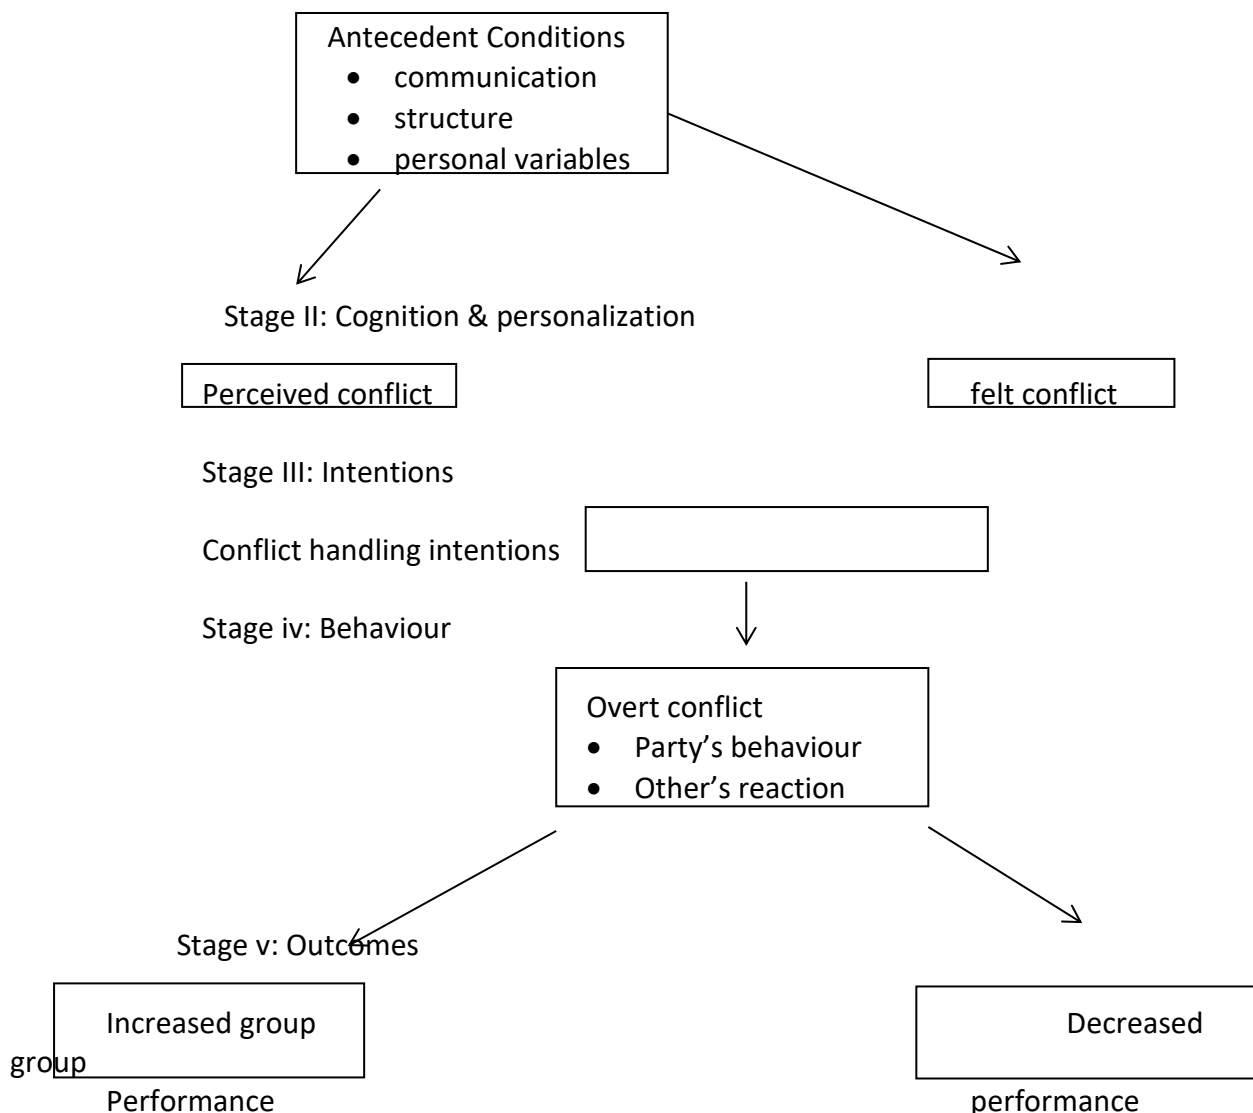 Antecedent Conditions
• communication
• structure
• personal variables
Stage II: Cognition & personalization
Perceived conflict felt conflict
Stage III: Intentions
Conflict handling intentions
Stage iv: Behaviour
Overt conflict
• Party’s behaviour
• Other’s reaction
Stage v: Outcomes
Increased group Decreased
group
Performance performance